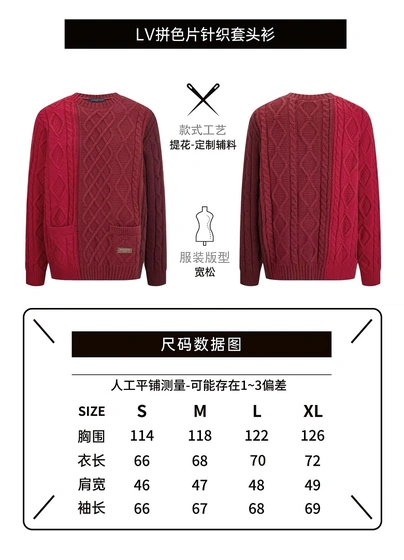 LV拼色片针织套头衫
款式工艺
提花-定制辅料
服装版型
宽松
尺码数据图
人工平铺测量-可能存在1~3偏差
SIZE S M L XL
胸围 114 118 122 126
衣长 66 68 70 72
肩宽 46 47 48 49
袖长 66 67 68 69